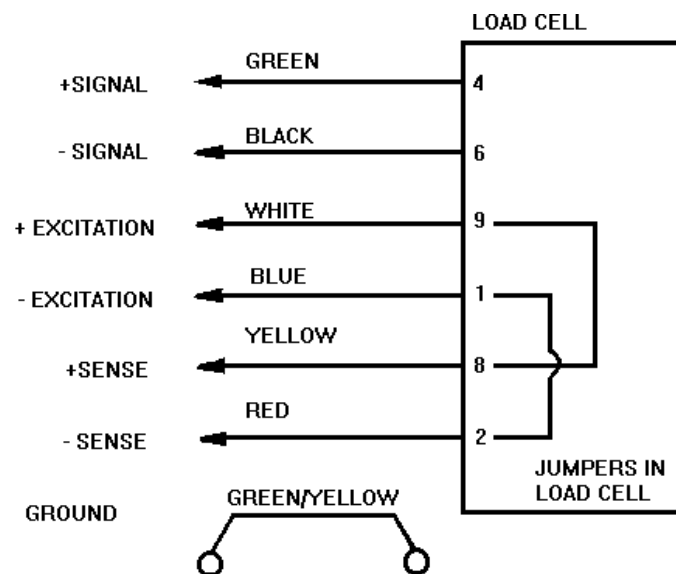 LOAD CELL
GREEN
+SIGNAL
4
BLACK
- SIGNAL
6
WHITE
+ EXCITATION
9
BLUE
- EXCITATION
1
YELLOW
+SENSE
8
RED
- SENSE
2
JUMPERS IN
LOAD CELL
GREEN/YELLOW
GROUND